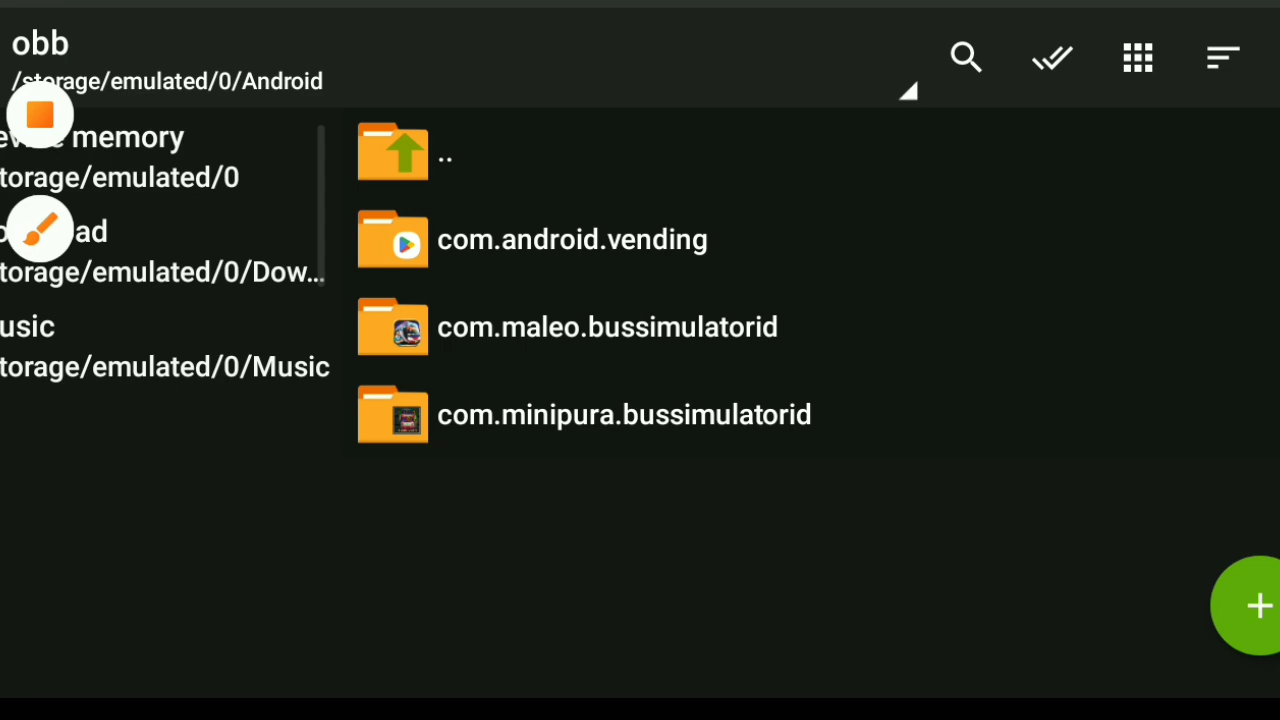 obb
/storage/emulated/0/Android
memory
torage/emulated/0
ad
torage/emulated/0/Dow...
usic
torage/emulated/0/Music
..
com.android.vending
com.maleo.bussimulatorid
com.minipura.bussimulatorid